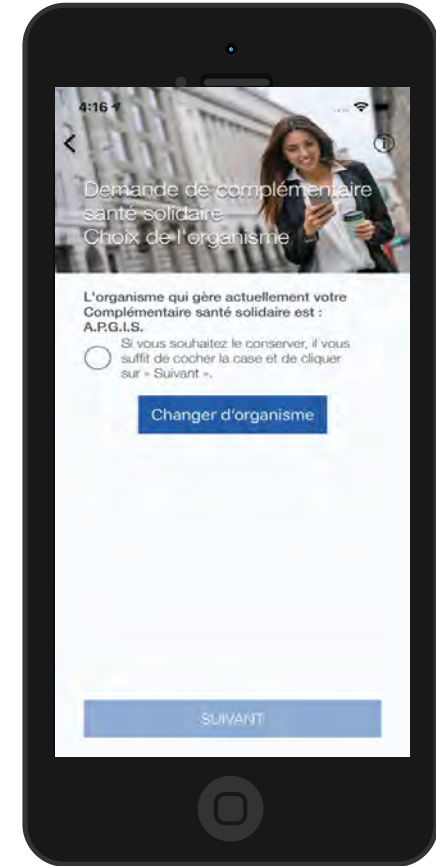 4:16
Demande de complémentaire
santé solidaire
Choix de l'organisme
L'organisme qui gère actuellement votre
Complémentaire santé solidaire est :
A.P.G.I.S.
Si vous souhaitez le conserver, il vous
suffit de cocher la case et de cliquer
sur « Suivant ».
Changer d'organisme
SUIVANT